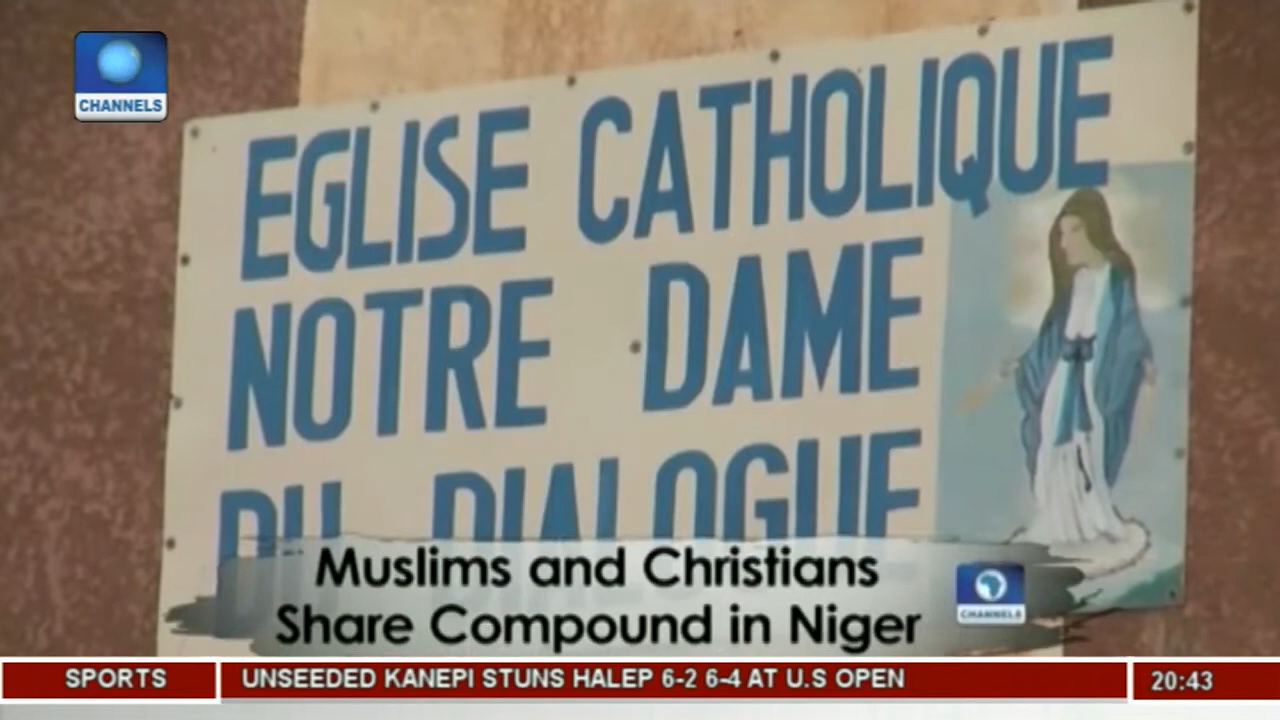 CHANNELS
EGLISE CATHOLIQUE
NOTRE DAME
DU DIALOGUE
Muslims and Christians
Share Compound in Niger
CHANNELS
SPORTS
UNSEEDED KANEPI STUNS HALEP 6-2 6-4 AT U.S OPEN
20:43